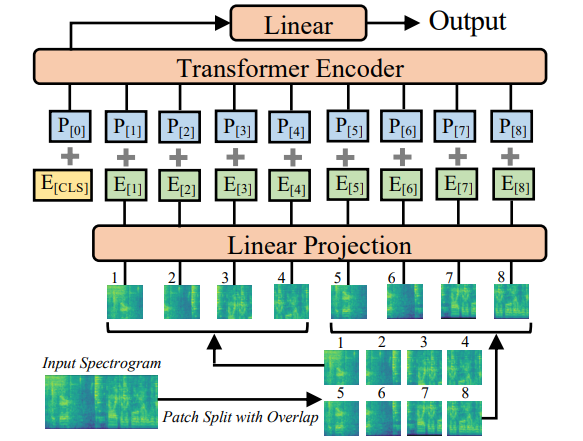 Linear
Output
Transformer Encoder
P[0] P[1] P[2] P[3] P[4] P[5] P[6] P[7] P[8]
+ + + + + + + + +
E[CLS] E[1] E[2] E[3] E[4] E[5] E[6] E[7] E[8]
Linear Projection
1 2 3 4 5 6 7 8
1 2 3 4
Input Spectrogram
5 6 7 8
Patch Split with Overlap